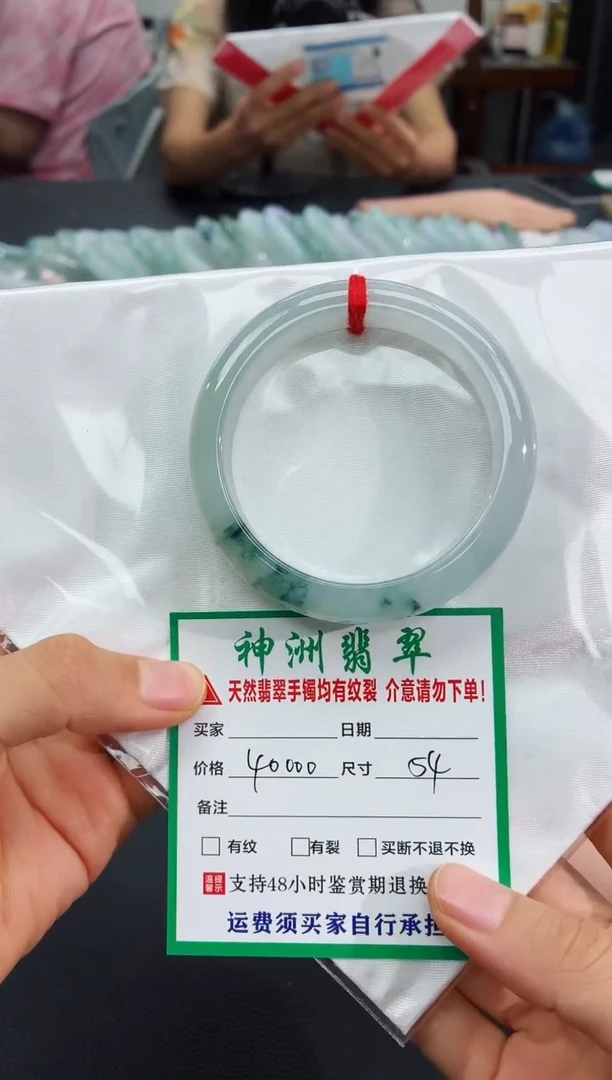 神洲翡翠
天然翡翠手镯均有纹裂 介意请勿下单!
买家 日期
价格 40000 尺寸 54
备注
有纹 有裂 买断不退不换
温馨提示 支持48小时鉴赏期退换
运费须买家自行承担